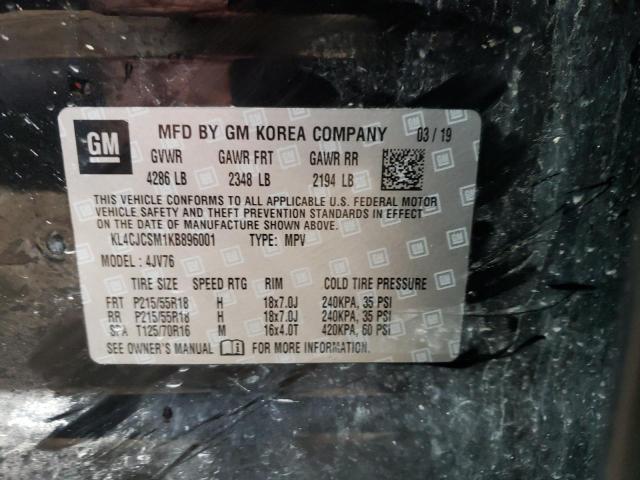 GM MFD BY GM KOREA COMPANY 03/19
GVWR GAWR FRT GAWR RR
4286 LB 2348 LB 2194 LB
THIS VEHICLE CONFORMS TO ALL APPLICABLE U.S. FEDERAL MOTOR
VEHICLE SAFETY AND THEFT PREVENTION STANDARDS IN EFFECT
ON THE DATE OF MANUFACTURE SHOWN ABOVE.
KL4CJCSM1KB896001 TYPE: MPV
MODEL: 4JV76
TIRE SIZE SPEED RTG RIM COLD TIRE PRESSURE
FRT P215/55R18 H 18x7.0J 240KPA, 35 PSI
RR P215/55R18 H 18x7.0J 240KPA, 35 PSI
SPA T125/70R16 M 16x4.0T 420KPA, 60 PSI
SEE OWNER'S MANUAL FOR MORE INFORMATION.